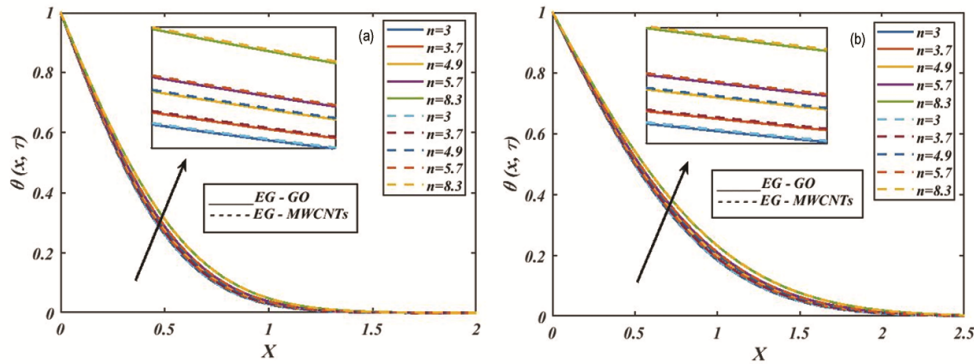 (a)
θ (x, τ)
1
0.8
0.6
0.4
0.2
0
0
0.5
1
1.5
2
X
EG - GO
EG - MWCNTs
n=3
n=3.7
n=4.9
n=5.7
n=8.3
n=3
n=3.7
n=4.9
n=5.7
n=8.3
(b)
θ (x, τ)
1
0.8
0.6
0.4
0.2
0
0
0.5
1
1.5
2
2.5
X
EG - GO
EG - MWCNTs
n=3
n=3.7
n=4.9
n=5.7
n=8.3
n=3
n=3.7
n=4.9
n=5.7
n=8.3